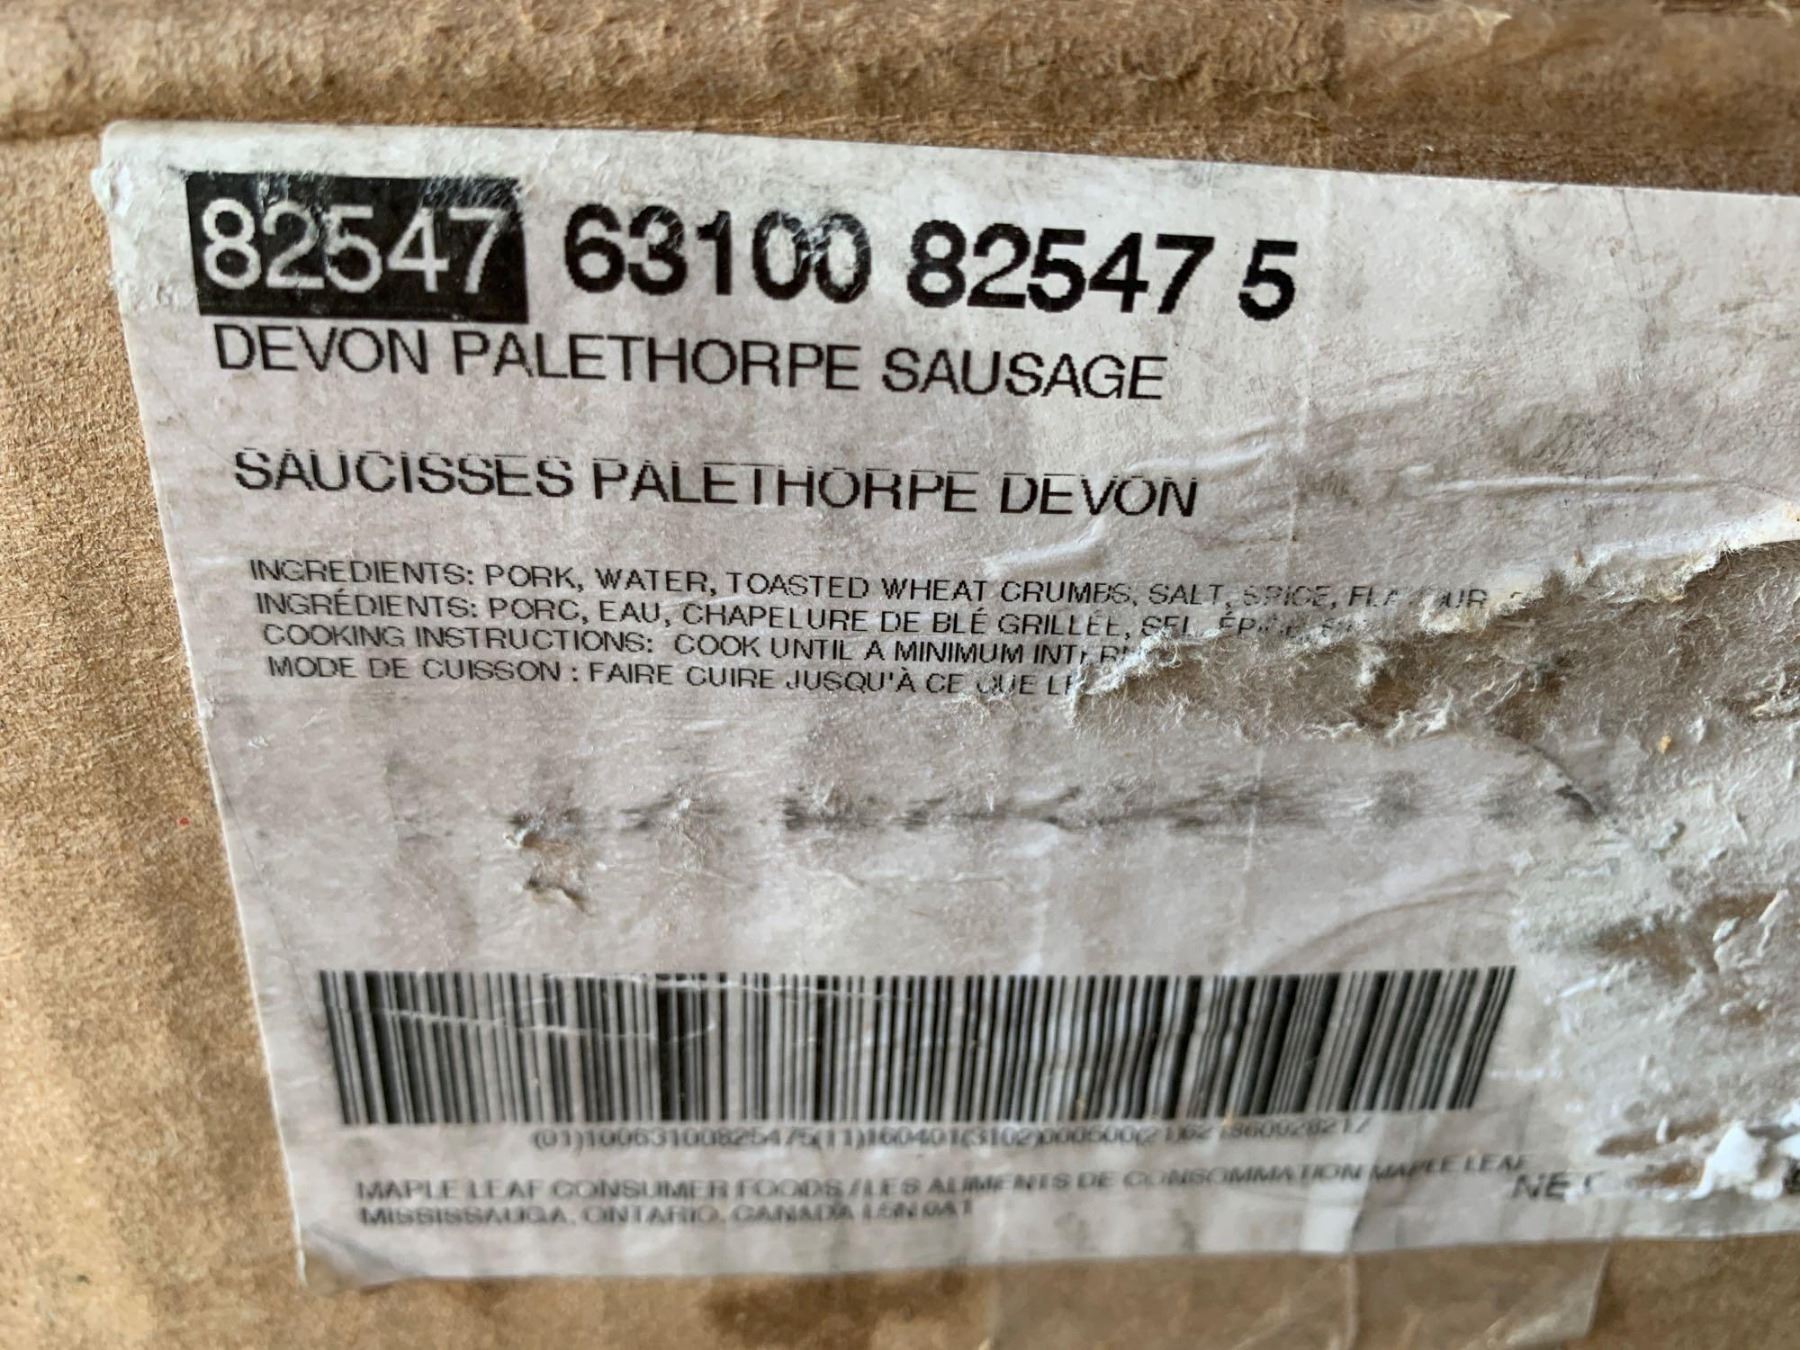 82547 63100 82547 5
DEVON PALETHORPE SAUSAGE
SAUCISSES PALETHORPE DEVON
INGREDIENTS: PORK, WATER, TOASTED WHEAT CRUMBS, SALT, SPICE,
INGRÉDIENTS: PORC, EAU, CHAPELURE DE BLÉ GRILLÉE, SEL,
COOKING INSTRUCTIONS: COOK UNTIL A MINIMUM
MODE DE CUISSON : FAIRE CUIRE JUSQU'À CE QUE
MAPLE LEAF CONSUMER FOODS / LES ALIMENTS DE CONSOMMATION MAPLE LEAF
MISSISSAUGA, ONTARIO, CANADA L5N 0A1